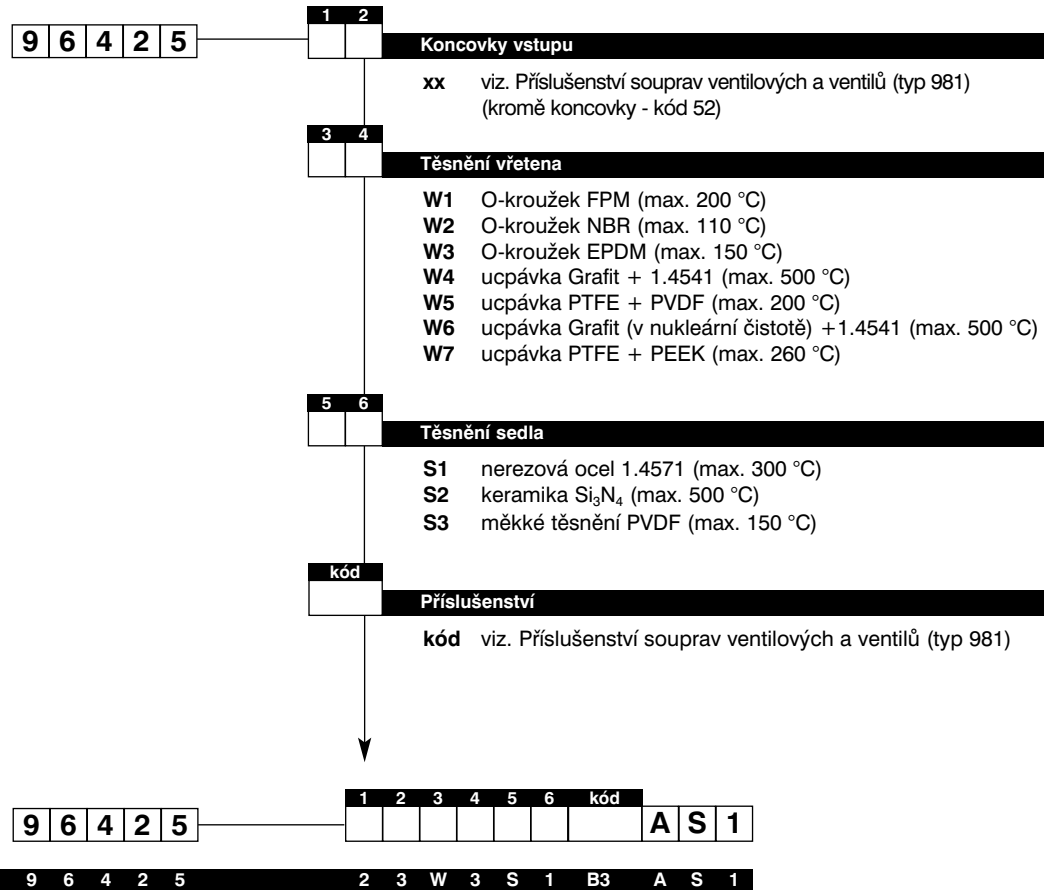 1 2
9 6 4 2 5
Koncovky vstupu
xx viz. Příslušenství souprav ventilových a ventilů (typ 981)
(kromě koncovky - kód 52)
3 4
Těsnění vřetena
W1 O-kroužek FPM (max. 200 °C)
W2 O-kroužek NBR (max. 110 °C)
W3 O-kroužek EPDM (max. 150 °C)
W4 ucpávka Grafit + 1.4541 (max. 500 °C)
W5 ucpávka PTFE + PVDF (max. 200 °C)
W6 ucpávka Grafit (v nukleární čistotě) +1.4541 (max. 500 °C)
W7 ucpávka PTFE + PEEK (max. 260 °C)
5 6
Těsnění sedla
S1 nerezová ocel 1.4571 (max. 300 °C)
S2 keramika Si₃N₄ (max. 500 °C)
S3 měkké těsnění PVDF (max. 150 °C)
kód
Příslušenství
kód viz. Příslušenství souprav ventilových a ventilů (typ 981)
1 2 3 4 5 6 kód
9 6 4 2 5 A S 1
9 6 4 2 5 2 3 W 3 S 1 B3 A S 1